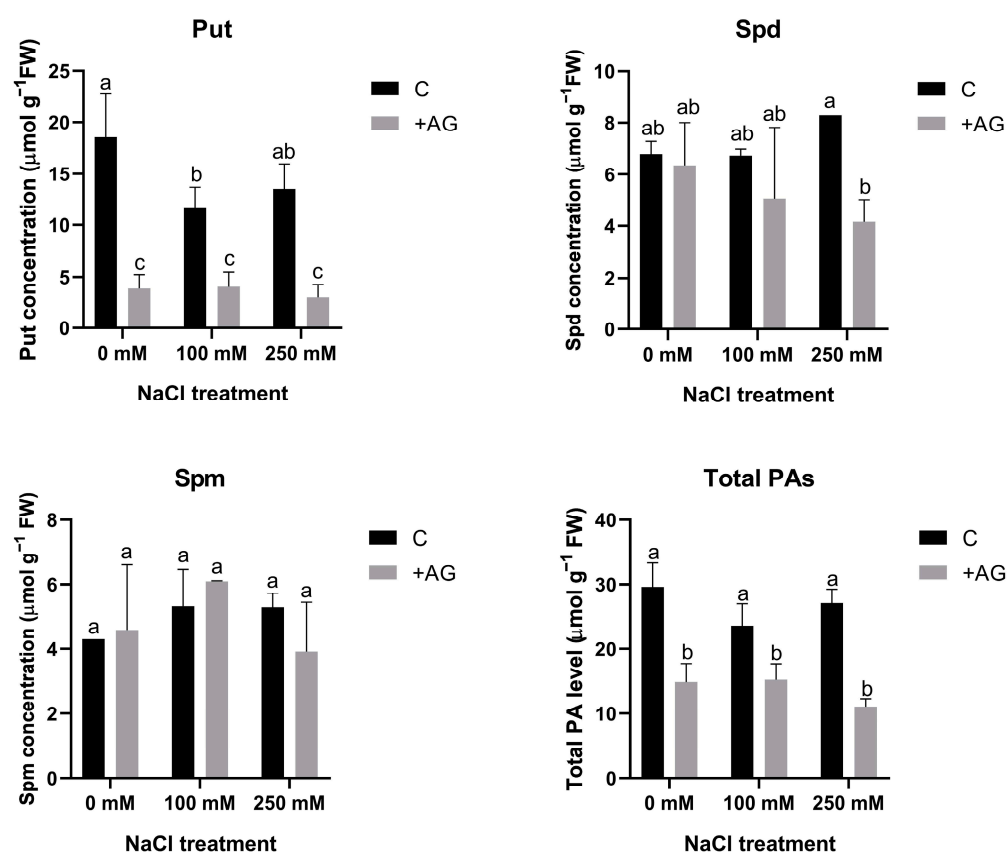 Put
Put concentration (μmol g⁻¹FW)
25
20
15
10
5
0
a
c
b
c
ab
c
0 mM 100 mM 250 mM
NaCl treatment
C
+AG
Spd
Spd concentration (μmol g⁻¹FW)
10
8
6
4
2
0
ab
ab
ab
ab
a
b
0 mM 100 mM 250 mM
NaCl treatment
C
+AG
Spm
Spm concentration (μmol g⁻¹ FW)
8
6
4
2
0
a
a
a
a
a
a
0 mM 100 mM 250 mM
NaCl treatment
C
+AG
Total PAs
Total PA level (μmol g⁻¹ FW)
40
30
20
10
0
a
b
a
b
a
b
0 mM 100 mM 250 mM
NaCl treatment
C
+AG